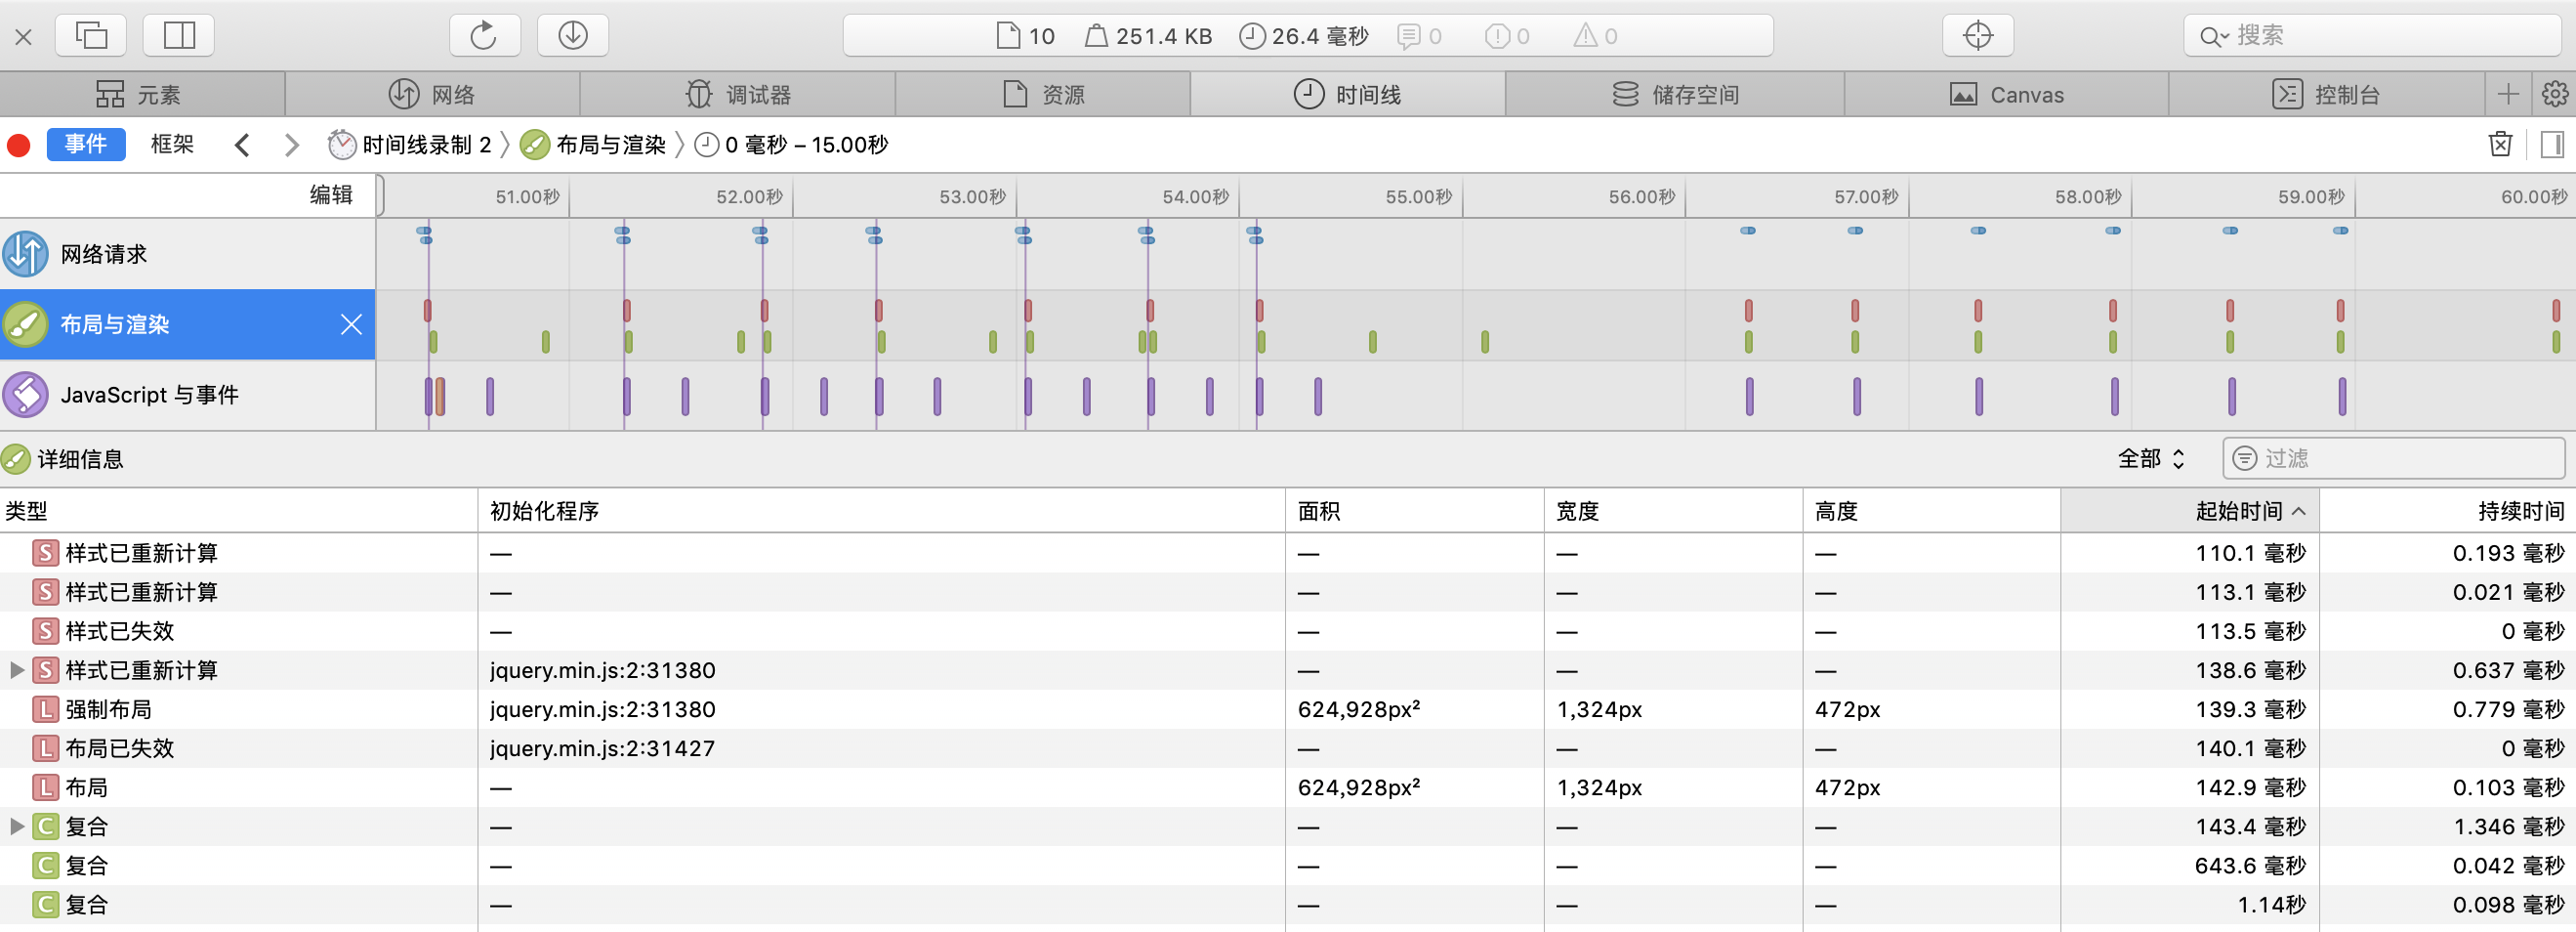 10 251.4 KB 26.4 毫秒 0 0 0 搜索
元素 网络 调试器 资源 时间线 储存空间 Canvas 控制台
事件 框架 时间线录制 2 布局与渲染 0 毫秒 – 15.00秒
编辑 51.00秒 52.00秒 53.00秒 54.00秒 55.00秒 56.00秒 57.00秒 58.00秒 59.00秒 60.00秒
网络请求
布局与渲染
JavaScript 与事件
详细信息 全部 过滤
类型 初始化程序 面积 宽度 高度 起始时间 持续时间
S 样式已重新计算 — — — — 110.1 毫秒 0.193 毫秒
S 样式已重新计算 — — — — 113.1 毫秒 0.021 毫秒
S 样式已失效 — — — — 113.5 毫秒 0 毫秒
S 样式已重新计算 jquery.min.js:2:31380 — — — 138.6 毫秒 0.637 毫秒
L 强制布局 jquery.min.js:2:31380 624,928px² 1,324px 472px 139.3 毫秒 0.779 毫秒
L 布局已失效 jquery.min.js:2:31427 — — — 140.1 毫秒 0 毫秒
L 布局 — 624,928px² 1,324px 472px 142.9 毫秒 0.103 毫秒
C 复合 — — — — 143.4 毫秒 1.346 毫秒
C 复合 — — — — 643.6 毫秒 0.042 毫秒
C 复合 — — — — 1.14秒 0.098 毫秒